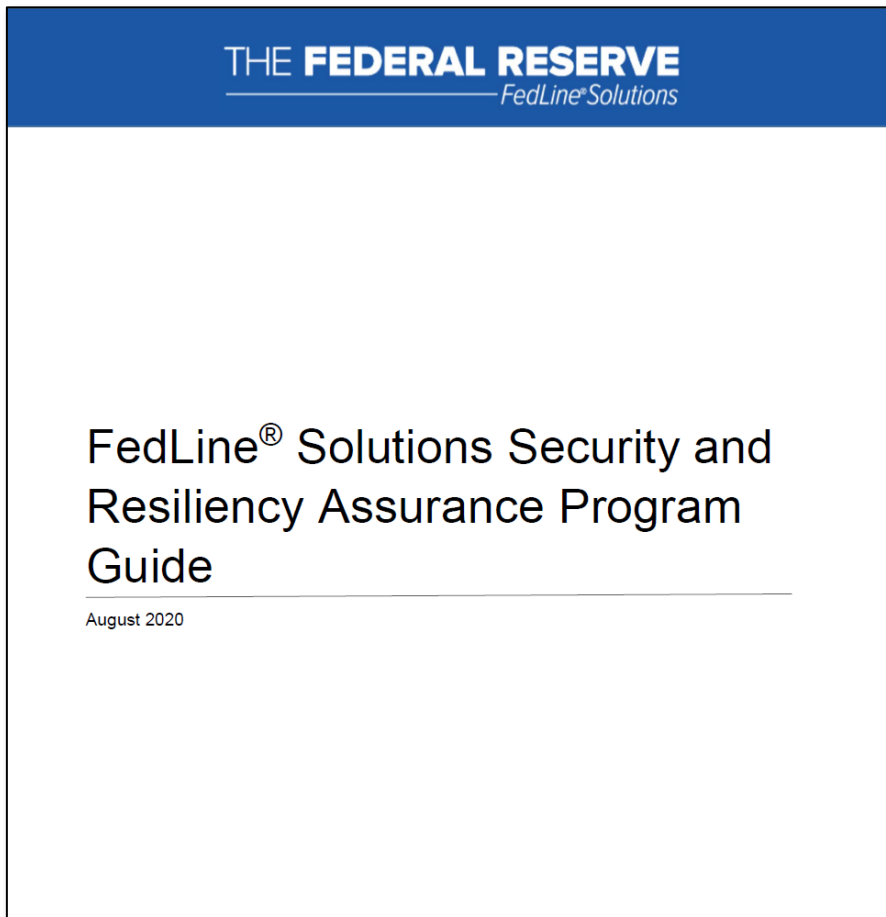 THE FEDERAL RESERVE
FedLine® Solutions
FedLine® Solutions Security and
Resiliency Assurance Program
Guide
August 2020